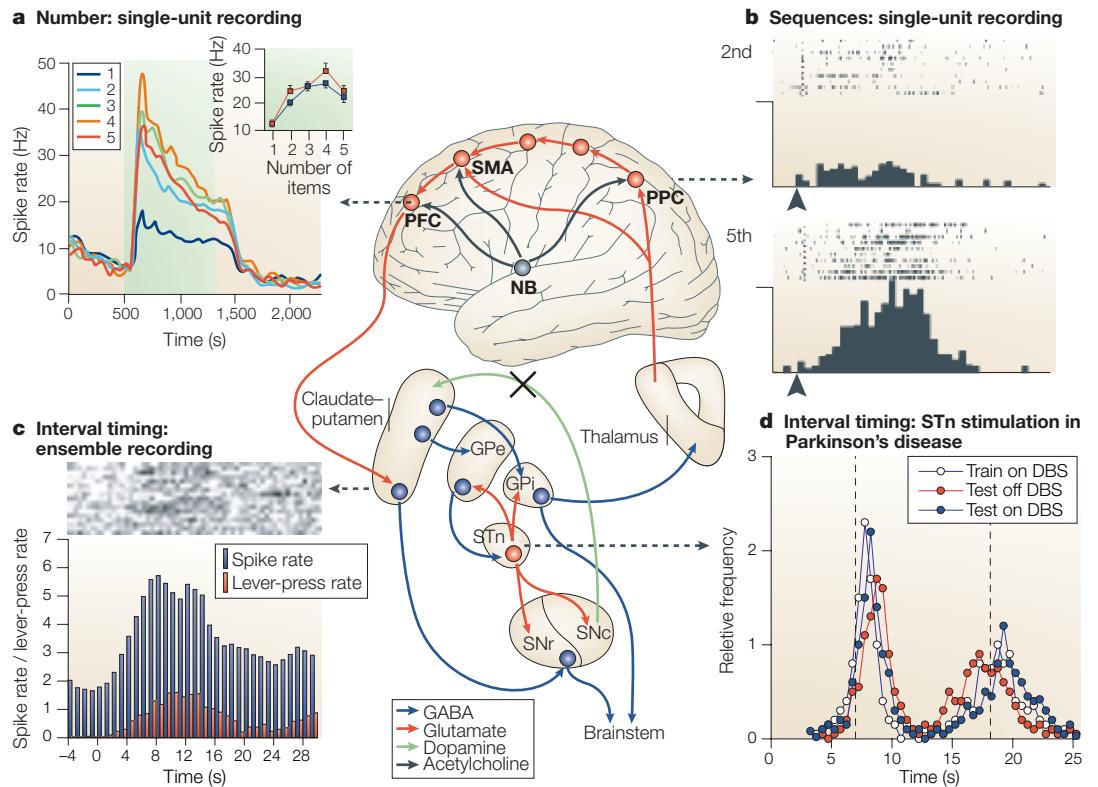 a Number: single-unit recording
50
40
30
20
10
0
Spike rate (Hz)
1
2
3
4
5
0
500
1,000
1,500
2,000
Time (s)
40
30
20
10
Spike rate (Hz)
1 2 3 4 5
Number of
items
b Sequences: single-unit recording
2nd
5th
SMA
PPC
PFC
NB
Claudate–
putamen
GPe
GPi
STn
SNr
SNc
Thalamus
Brainstem
GABA
Glutamate
Dopamine
Acetylcholine
c Interval timing:
ensemble recording
7
6
5
4
3
2
1
0
Spike rate / lever-press rate
Spike rate
Lever-press rate
–4 0 4 8 12 16 20 24 28
Time (s)
d Interval timing: STn stimulation in
Parkinson's disease
3
2
1
0
Reletive frequency
Train on DBS
Test off DBS
Test on DBS
0 5 10 15 20 25
Time (s)